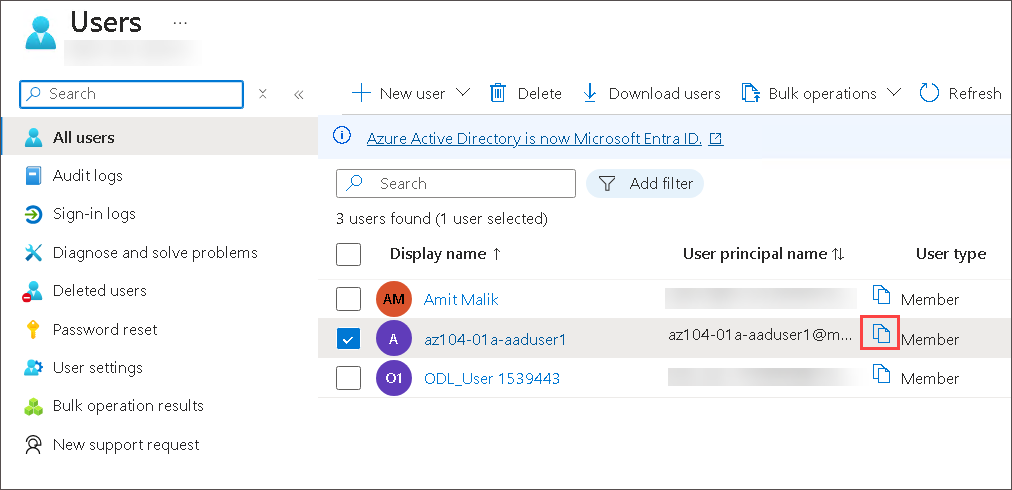 Users ...
Search
New user
Delete
Download users
Bulk operations
Refresh
All users
Audit logs
Sign-in logs
Diagnose and solve problems
Deleted users
Password reset
User settings
Bulk operation results
New support request
Azure Active Directory is now Microsoft Entra ID.
Search
Add filter
3 users found (1 user selected)
Display name ↑ User principal name ↑↓ User type
AM Amit Malik Member
A az104-01a-aaduser1 az104-01a-aaduser1@m... Member
O1 ODL_User 1539443 Member